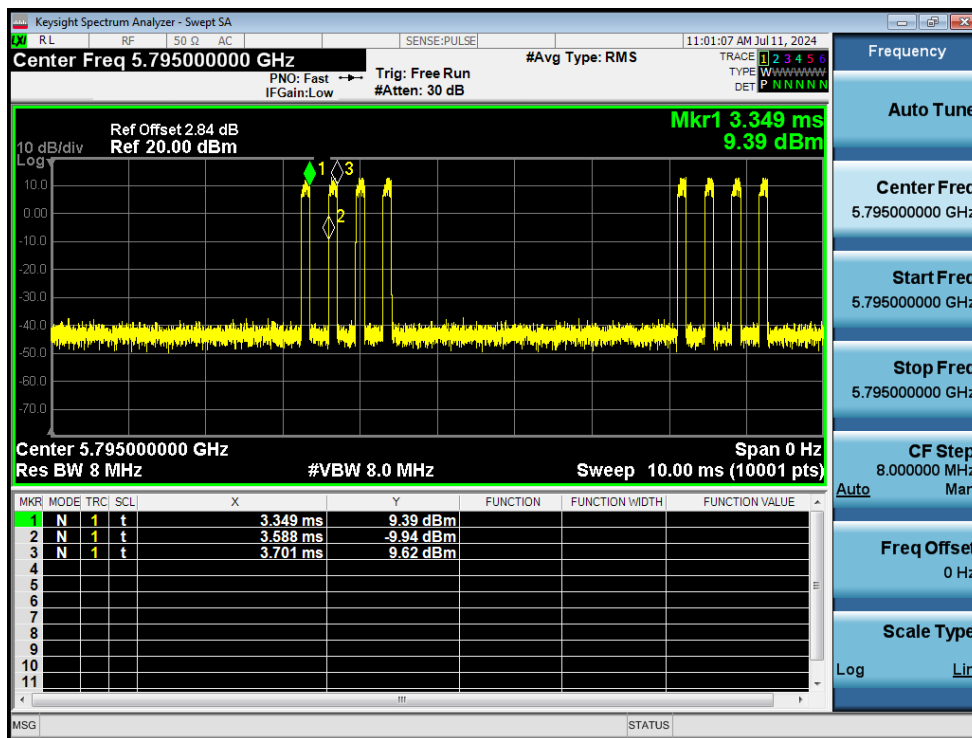 Keysight Spectrum Analyzer - Swept SA
LXI RL RF 50 Ω AC SENSE:PULSE 11:01:07 AM Jul 11, 2024
Center Freq 5.795000000 GHz #Avg Type: RMS TRACE 1 2 3 4 5 6
PNO: Fast Trig: Free Run TYPE WWWWWW
IFGain:Low #Atten: 30 dB DET P N N N N N
Mkr1 3.349 ms
9.39 dBm
Ref Offset 2.84 dB
10 dB/div Ref 20.00 dBm
Log
1 3
2
10.0
0.00
-10.0
-20.0
-30.0
-40.0
-50.0
-60.0
-70.0
Center 5.795000000 GHz Span 0 Hz
Res BW 8 MHz #VBW 8.0 MHz Sweep 10.00 ms (10001 pts)
MKR MODE TRC SCL X Y FUNCTION FUNCTION WIDTH FUNCTION VALUE
1 N 1 t 3.349 ms 9.39 dBm
2 N 1 t 3.588 ms -9.94 dBm
3 N 1 t 3.701 ms 9.62 dBm
4
5
6
7
8
9
10
11
MSG STATUS
Frequency
Auto Tune
Center Freq
5.795000000 GHz
Start Freq
5.795000000 GHz
Stop Freq
5.795000000 GHz
CF Step
8.000000 MHz
Auto Man
Freq Offset
0 Hz
Scale Type
Log Lin